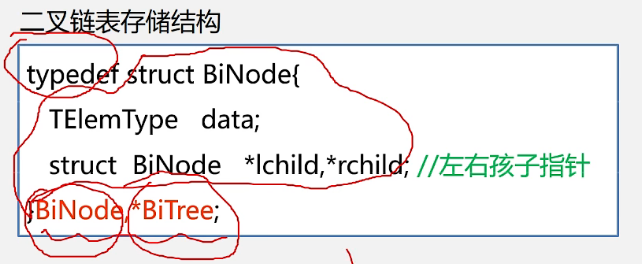 二叉链表存储结构
typedef struct BiNode{
TElemType data;
struct BiNode *lchild,*rchild; //左右孩子指针
}BiNode,*BiTree;